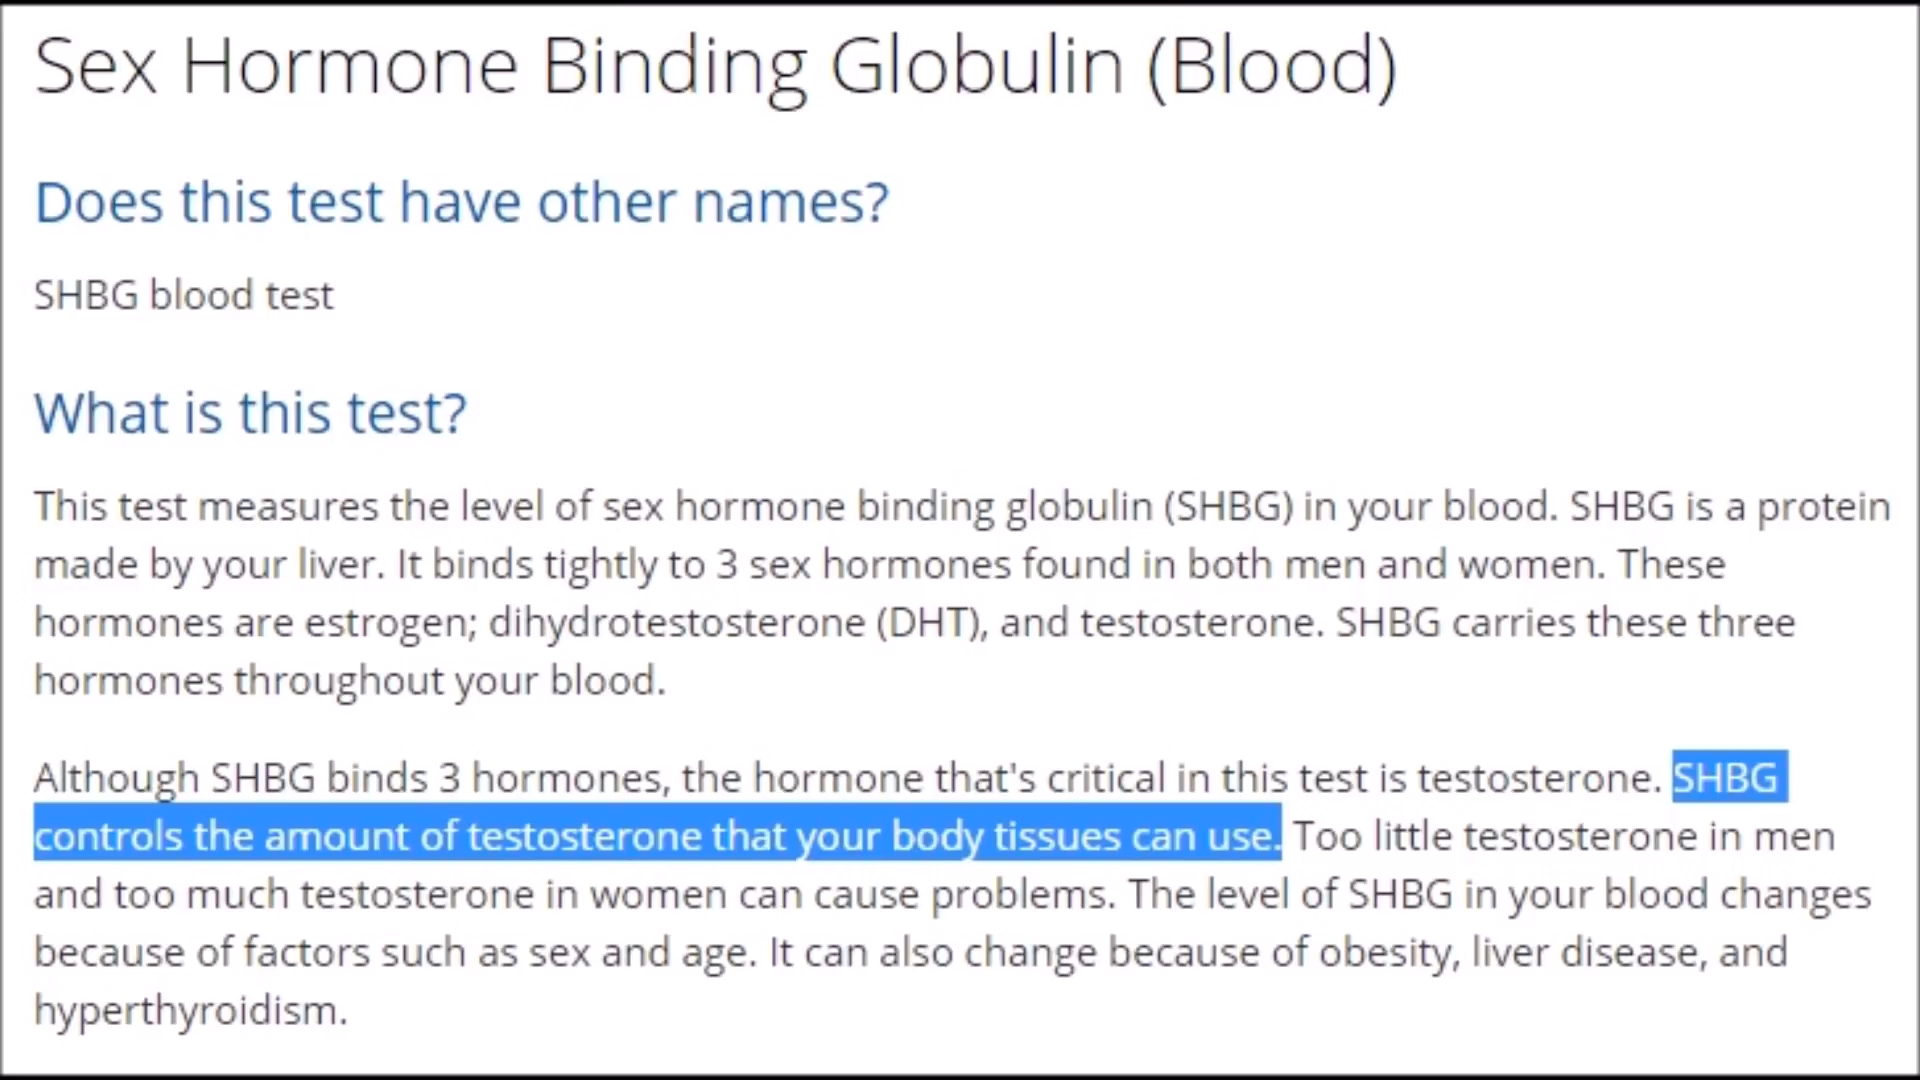 Sex Hormone Binding Globulin (Blood)
Does this test have other names?
SHBG blood test
What is this test?
This test measures the level of sex hormone binding globulin (SHBG) in your blood. SHBG is a protein
made by your liver. It binds tightly to 3 sex hormones found in both men and women. These
hormones are estrogen; dihydrotestosterone (DHT), and testosterone. SHBG carries these three
hormones throughout your blood.
Although SHBG binds 3 hormones, the hormone that's critical in this test is testosterone. SHBG
controls the amount of testosterone that your body tissues can use. Too little testosterone in men
and too much testosterone in women can cause problems. The level of SHBG in your blood changes
because of factors such as sex and age. It can also change because of obesity, liver disease, and
hyperthyroidism.